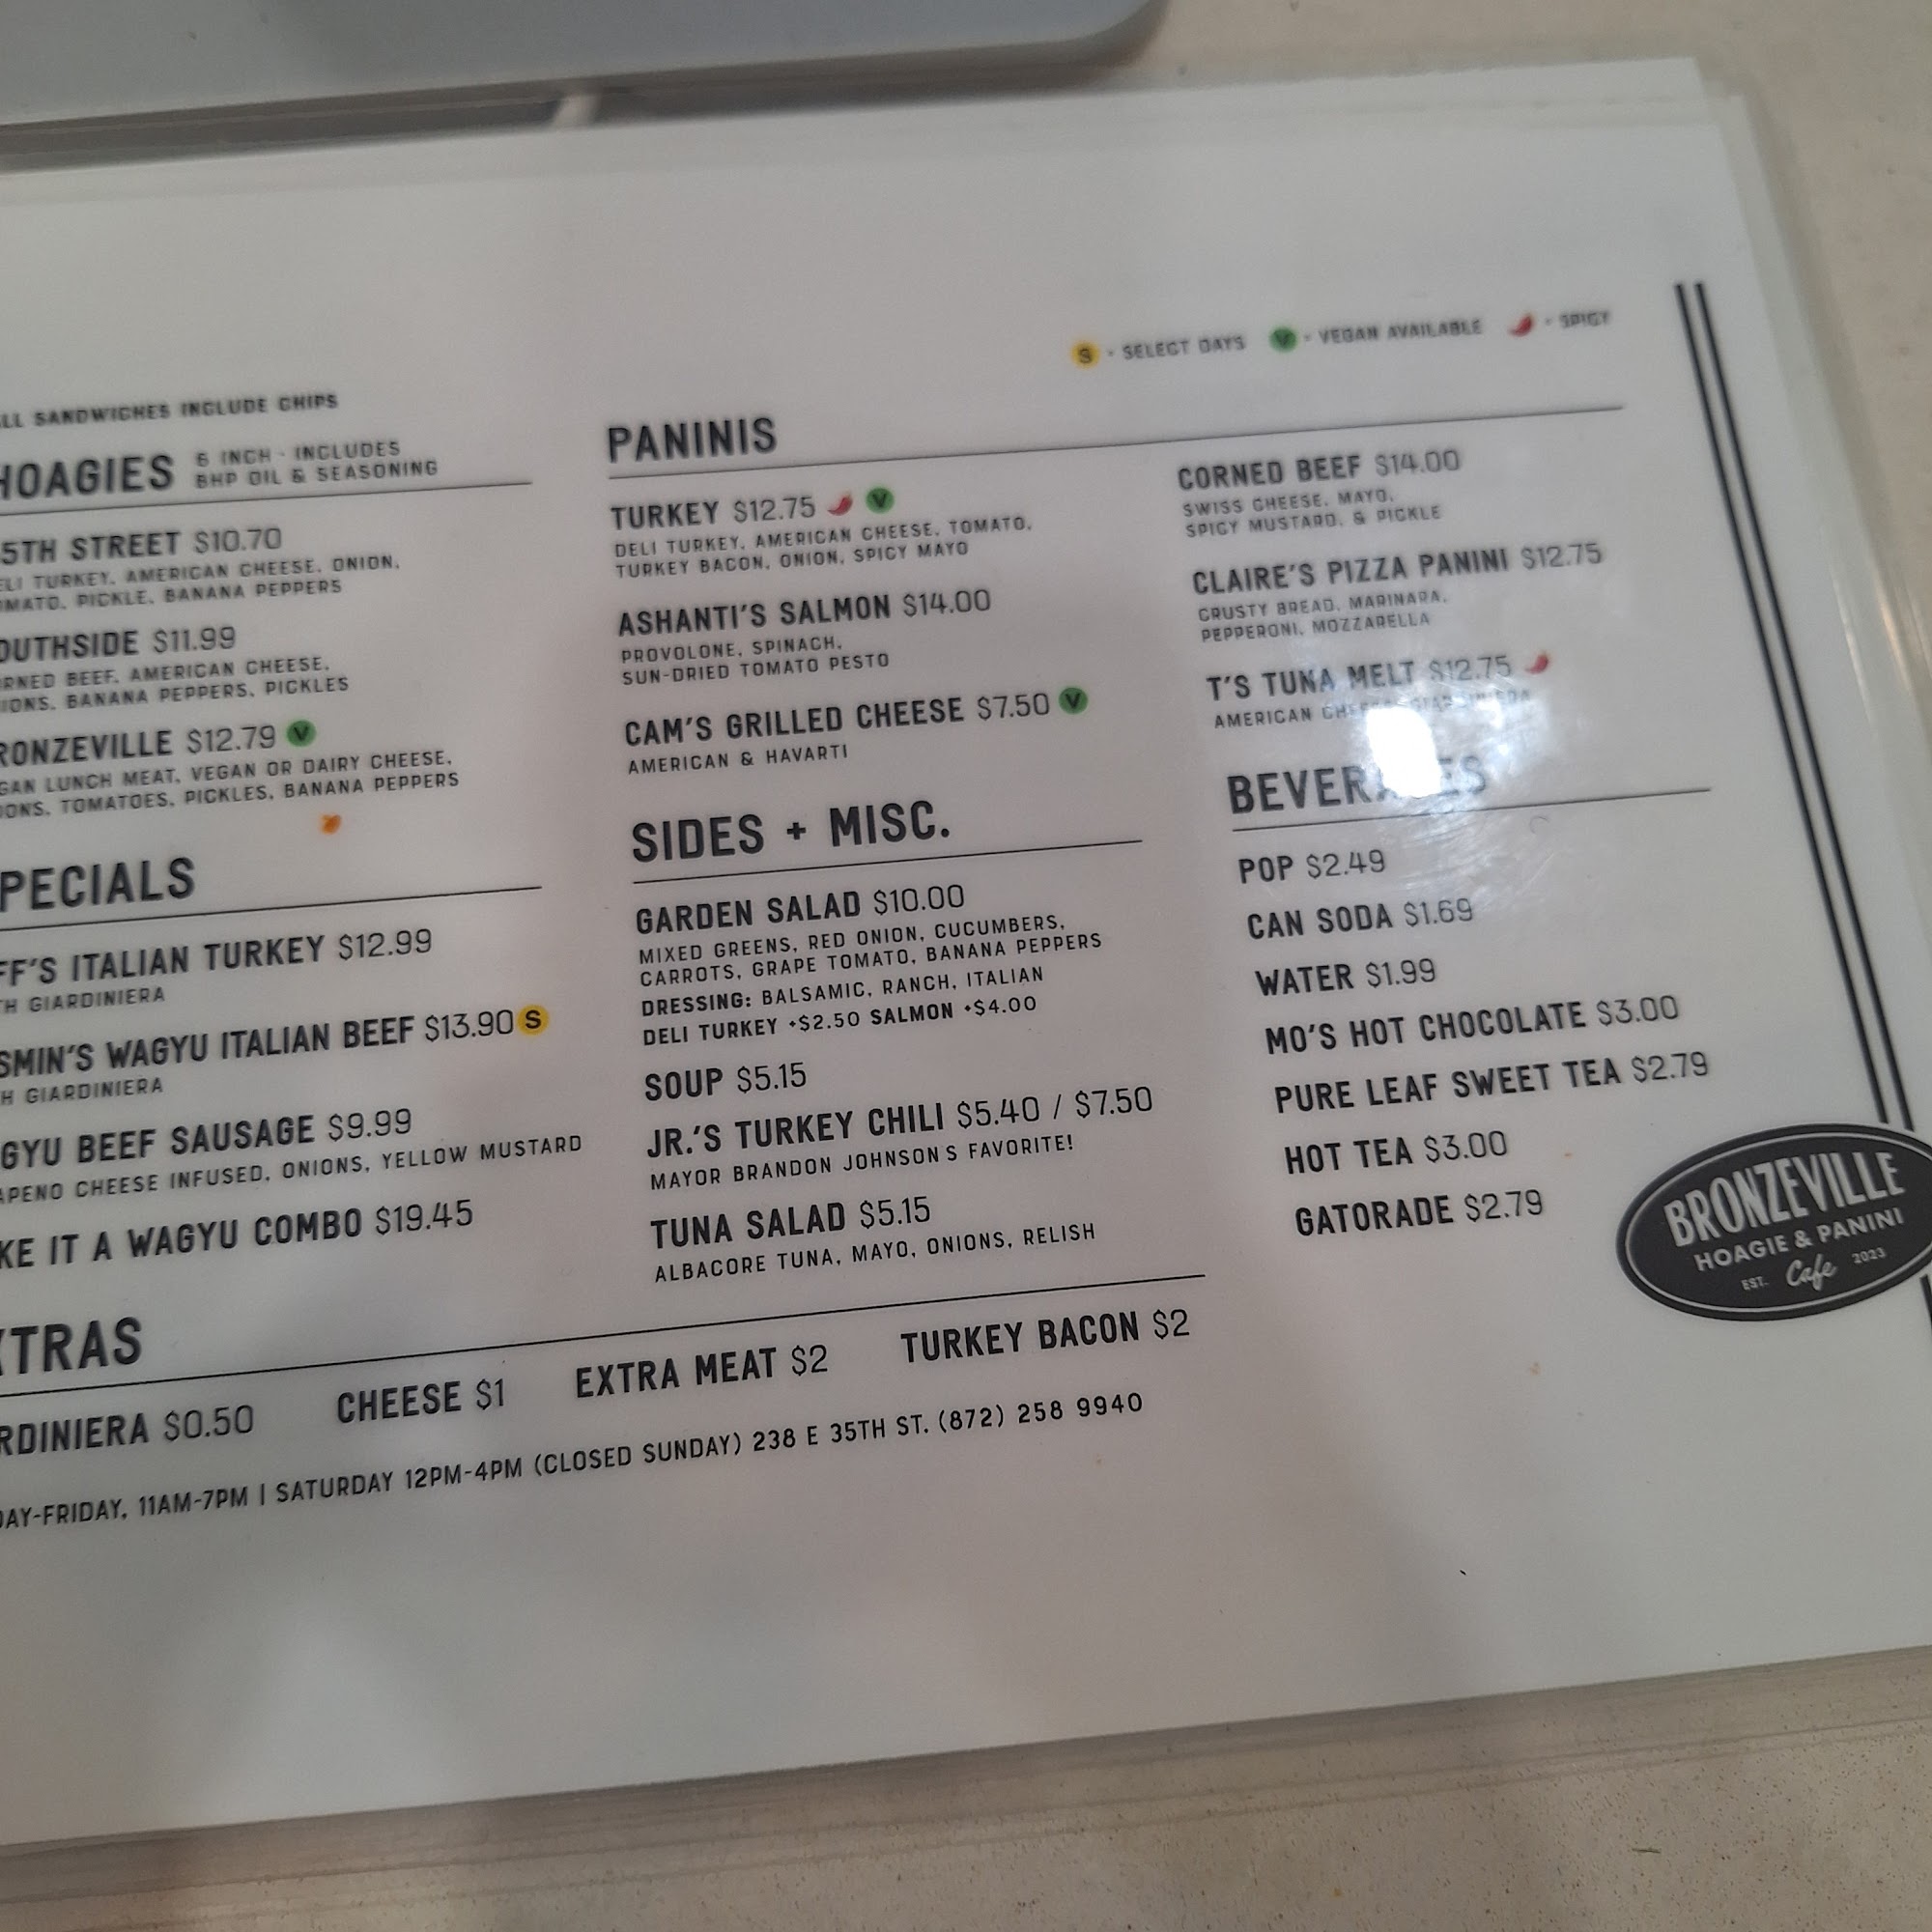 S - SELECT DAYS V - VEGAN AVAILABLE - SPICY
LL SANDWICHES INCLUDE CHIPS
HOAGIES 6 INCH - INCLUDES
BHP OIL & SEASONING
5TH STREET $10.70
ELI TURKEY, AMERICAN CHEESE, ONION,
MATO, PICKLE, BANANA PEPPERS
OUTHSIDE $11.99
RNED BEEF, AMERICAN CHEESE,
IONS, BANANA PEPPERS, PICKLES
RONZEVILLE $12.79 V
GAN LUNCH MEAT, VEGAN OR DAIRY CHEESE,
IONS, TOMATOES, PICKLES, BANANA PEPPERS
PECIALS
FF'S ITALIAN TURKEY $12.99
TH GIARDINIERA
SMIN'S WAGYU ITALIAN BEEF $13.90 S
H GIARDINIERA
GYU BEEF SAUSAGE $9.99
APENO CHEESE INFUSED, ONIONS, YELLOW MUSTARD
KE IT A WAGYU COMBO $19.45
PANINIS
TURKEY $12.75 V
DELI TURKEY, AMERICAN CHEESE, TOMATO,
TURKEY BACON, ONION, SPICY MAYO
ASHANTI'S SALMON $14.00
PROVOLONE, SPINACH,
SUN-DRIED TOMATO PESTO
CAM'S GRILLED CHEESE $7.50 V
AMERICAN & HAVARTI
CORNED BEEF $14.00
SWISS CHEESE, MAYO,
SPICY MUSTARD, & PICKLE
CLAIRE'S PIZZA PANINI $12.75
CRUSTY BREAD, MARINARA,
PEPPERONI, MOZZARELLA
T'S TUNA MELT $12.75
AMERICAN
SIDES + MISC.
GARDEN SALAD $10.00
MIXED GREENS, RED ONION, CUCUMBERS,
CARROTS, GRAPE TOMATO, BANANA PEPPERS
DRESSING: BALSAMIC, RANCH, ITALIAN
DELI TURKEY +$2.50 SALMON +$4.00
SOUP $5.15
JR.'S TURKEY CHILI $5.40 / $7.50
MAYOR BRANDON JOHNSON'S FAVORITE!
TUNA SALAD $5.15
ALBACORE TUNA, MAYO, ONIONS, RELISH
BEVERAGES
POP $2.49
CAN SODA $1.69
WATER $1.99
MO'S HOT CHOCOLATE $3.00
PURE LEAF SWEET TEA $2.79
HOT TEA $3.00
GATORADE $2.79
BRONZEVILLE
HOAGIE & PANINI
EST. Cafe 2023
XTRAS
RDINIERA $0.50 CHEESE $1 EXTRA MEAT $2 TURKEY BACON $2
DAY-FRIDAY, 11AM-7PM | SATURDAY 12PM-4PM (CLOSED SUNDAY) 238 E 35TH ST. (872) 258 9940